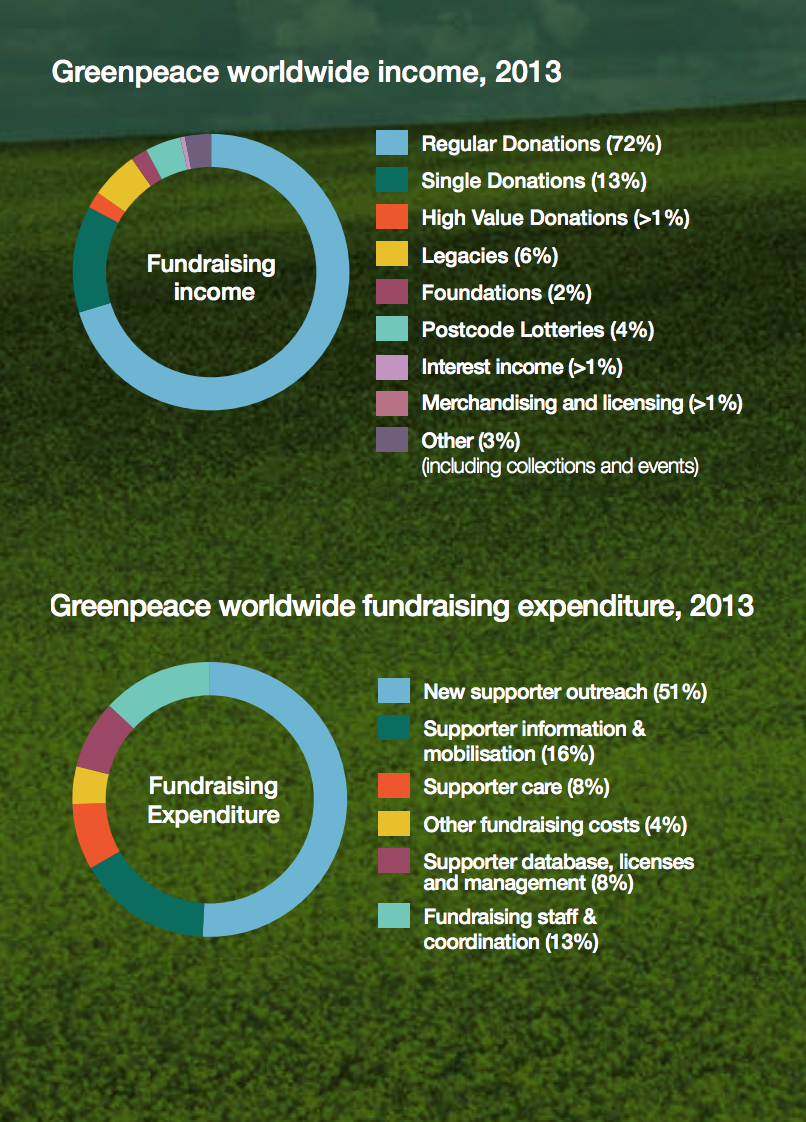 Greenpeace worldwide income, 2013
Fundraising
income
Regular Donations (72%)
Single Donations (13%)
High Value Donations (>1%)
Legacies (6%)
Foundations (2%)
Postcode Lotteries (4%)
Interest income (>1%)
Merchandising and licensing (>1%)
Other (3%)
(including collections and events)
Greenpeace worldwide fundraising expenditure, 2013
Fundraising
Expenditure
New supporter outreach (51%)
Supporter information &
mobilisation (16%)
Supporter care (8%)
Other fundraising costs (4%)
Supporter database, licenses
and management (8%)
Fundraising staff &
coordination (13%)